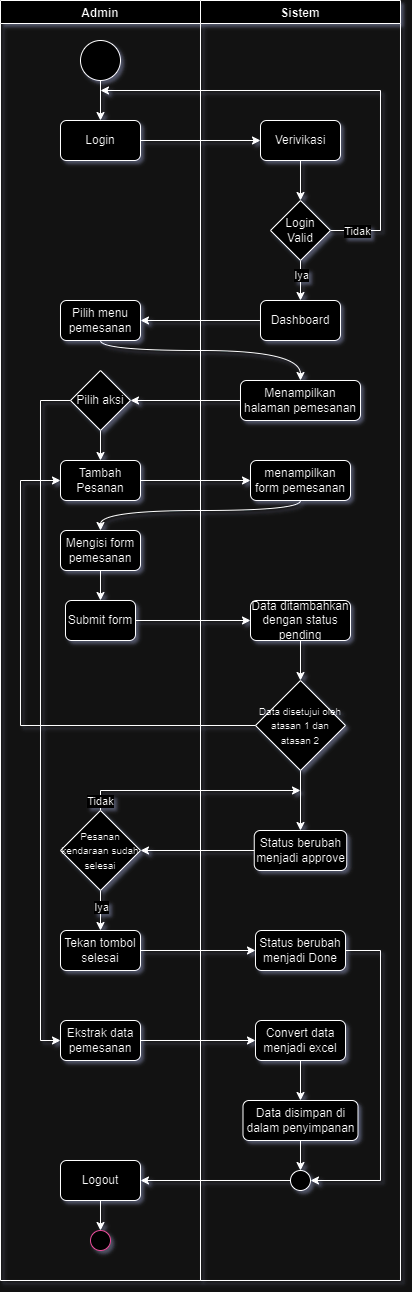 Admin
Sistem
Login
Verivikasi
Login
Valid
Tidak
Iya
Pilih menu
pemesanan
Dashboard
Menampilkan
halaman pemesanan
Pilih aksi
Tambah
Pesanan
menampilkan
form pemesanan
Mengisi form
pemesanan
Submit form
Data ditambahkan
dengan status
pending
Data disetujui oleh
atasan 1 dan
atasan 2
Tidak
Pesanan
kendaraan sudah
selesai
Status berubah
menjadi approve
Iya
Tekan tombol
selesai
Status berubah
menjadi Done
Ekstrak data
pemesanan
Convert data
menjadi excel
Data disimpan di
dalam penyimpanan
Logout